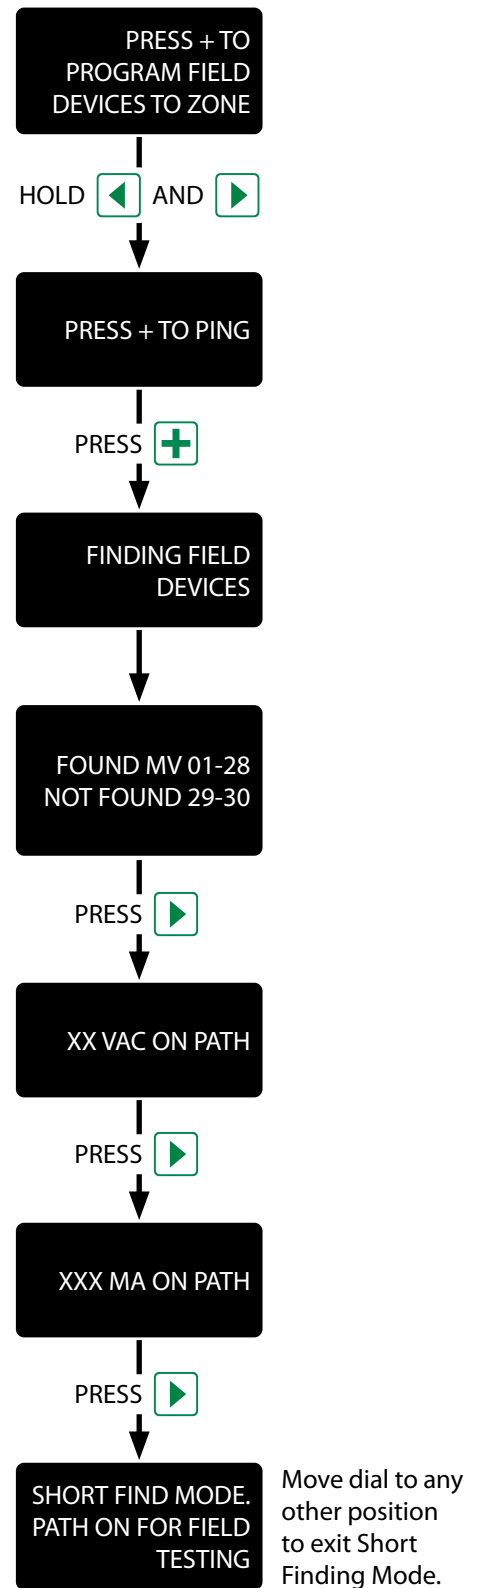 PRESS + TO
PROGRAM FIELD
DEVICES TO ZONE
HOLD AND
PRESS + TO PING
PRESS
FINDING FIELD
DEVICES
FOUND MV 01-28
NOT FOUND 29-30
PRESS
XX VAC ON PATH
PRESS
XXX MA ON PATH
PRESS
SHORT FIND MODE.
PATH ON FOR FIELD
TESTING
Move dial to any
other position
to exit Short
Finding Mode.